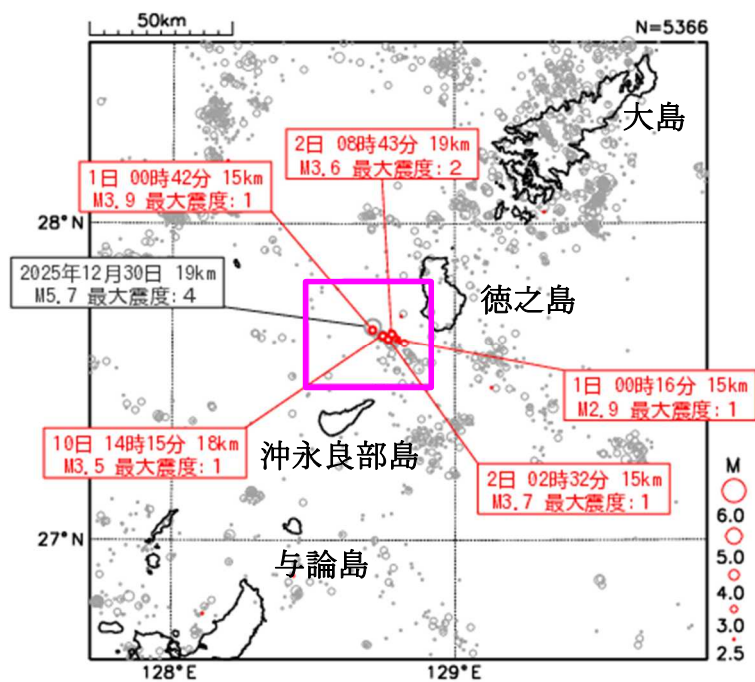 50km
N=5366
大島
2日 08時43分 19km
M3.6 最大震度:2
1日 00時42分 15km
M3.9 最大震度:1
28°N
2025年12月30日 19km
M5.7 最大震度:4
徳之島
1日 00時16分 15km
M2.9 最大震度:1
10日 14時15分 18km
M3.5 最大震度:1
沖永良部島
2日 02時32分 15km
M3.7 最大震度:1
M
6.0
5.0
4.0
3.0
2.5
27°N
与論島
128°E
129°E